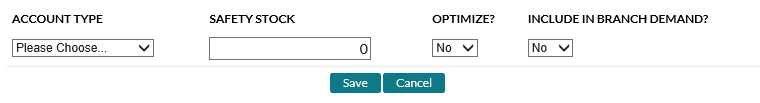 ACCOUNT TYPE SAFETY STOCK OPTIMIZE? INCLUDE IN BRANCH DEMAND?
Please Choose... 0 No No
Save Cancel